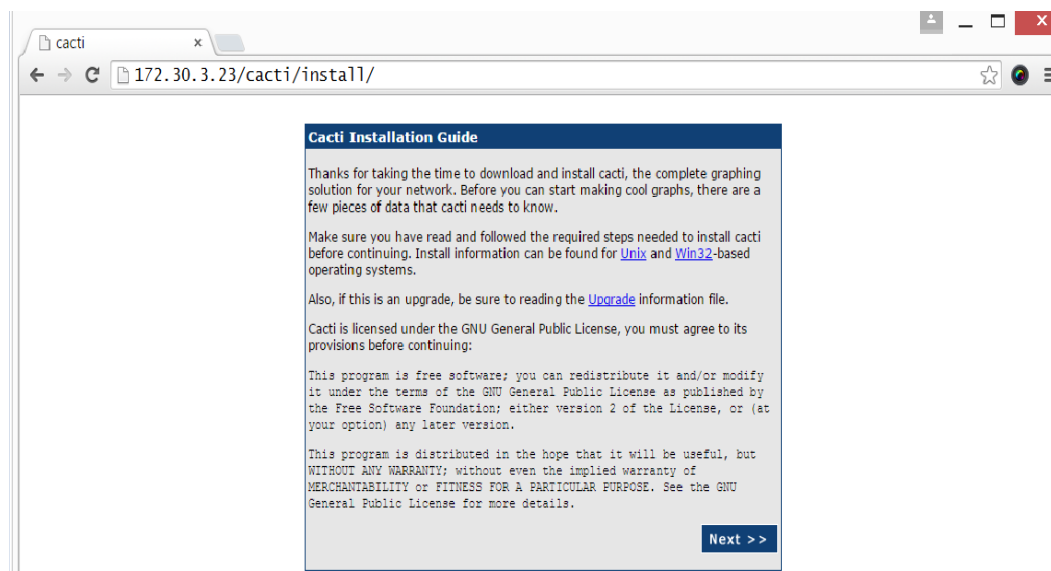 cacti
172.30.3.23/cacti/install/
Cacti Installation Guide
Thanks for taking the time to download and install cacti, the complete graphing
solution for your network. Before you can start making cool graphs, there are a
few pieces of data that cacti needs to know.
Make sure you have read and followed the required steps needed to install cacti
before continuing. Install information can be found for Unix and Win32-based
operating systems.
Also, if this is an upgrade, be sure to reading the Upgrade information file.
Cacti is licensed under the GNU General Public License, you must agree to its
provisions before continuing:
This program is free software; you can redistribute it and/or modify
it under the terms of the GNU General Public License as published by
the Free Software Foundation; either version 2 of the License, or (at
your option) any later version.
This program is distributed in the hope that it will be useful, but
WITHOUT ANY WARRANTY; without even the implied warranty of
MERCHANTABILITY or FITNESS FOR A PARTICULAR PURPOSE. See the GNU
General Public License for more details.
Next >>